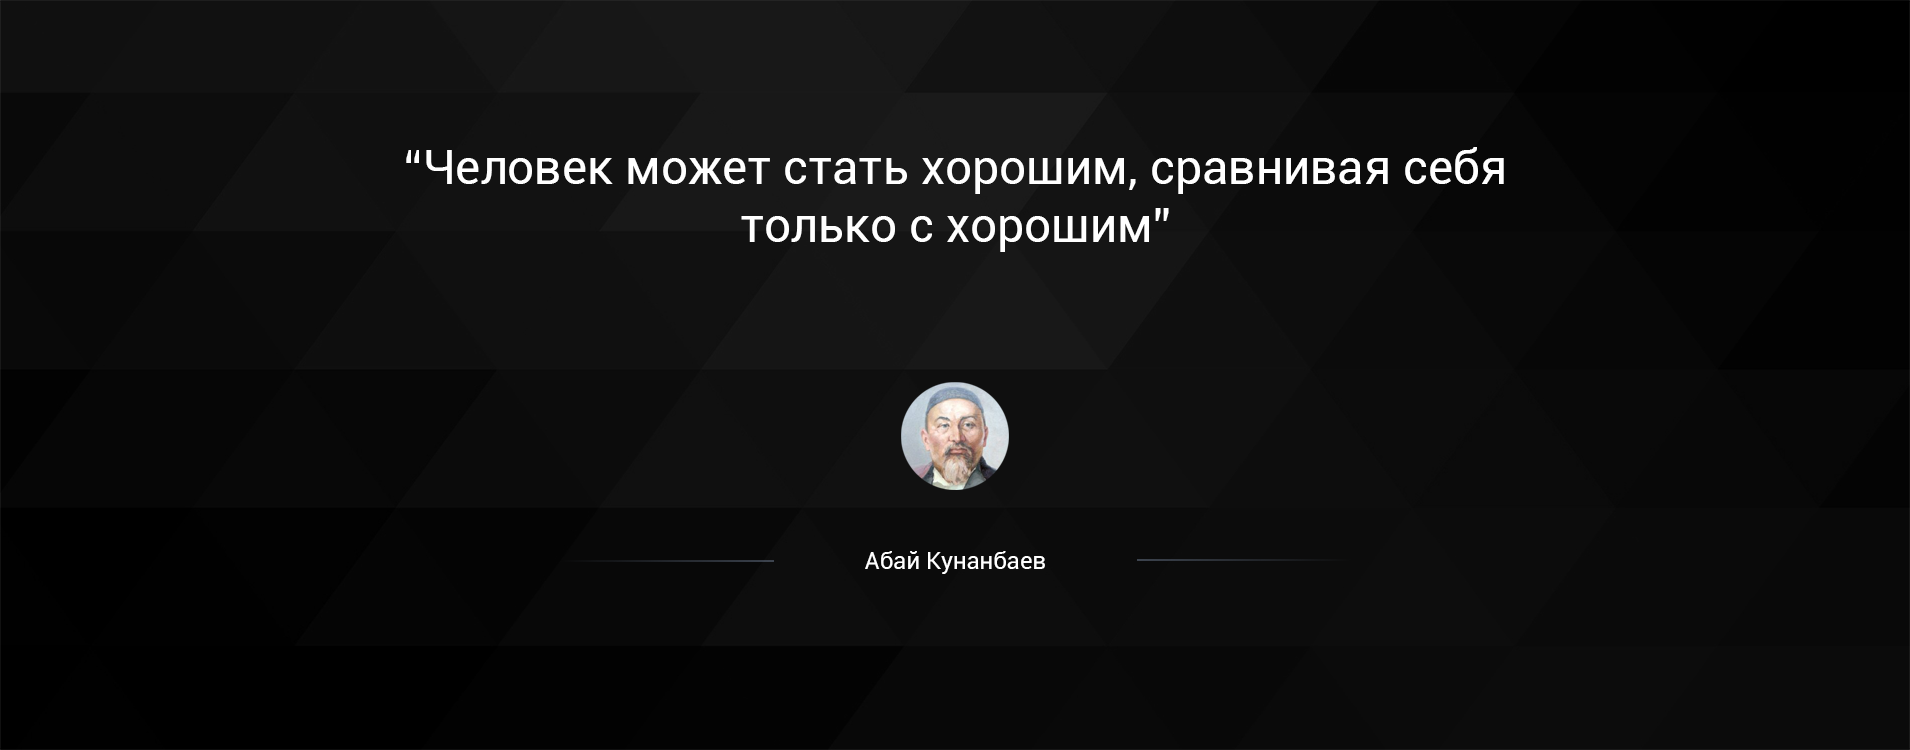 “Человек может стать хорошим, сравнивая себя
только с хорошим”
Абай Кунанбаев